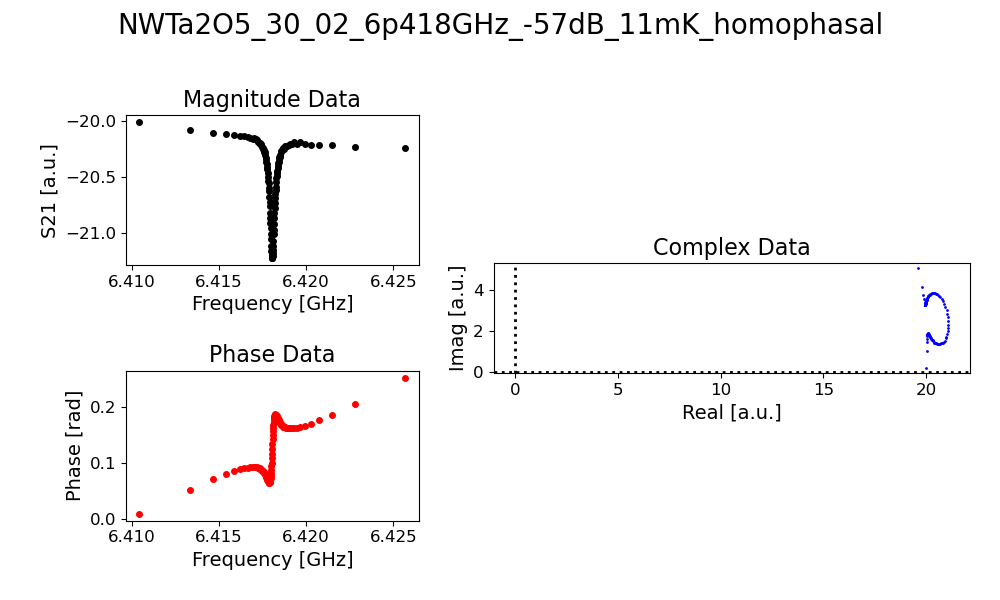 NWTa2O5_30_02_6p418GHz_-57dB_11mK_homophasal
Magnitude Data
S21 [a.u.]
−20.0
−20.5
−21.0
6.410 6.415 6.420 6.425
Frequency [GHz]
Phase Data
Phase [rad]
0.2
0.1
0.0
6.410 6.415 6.420 6.425
Frequency [GHz]
Complex Data
Imag [a.u.]
4
2
0
0 5 10 15 20
Real [a.u.]